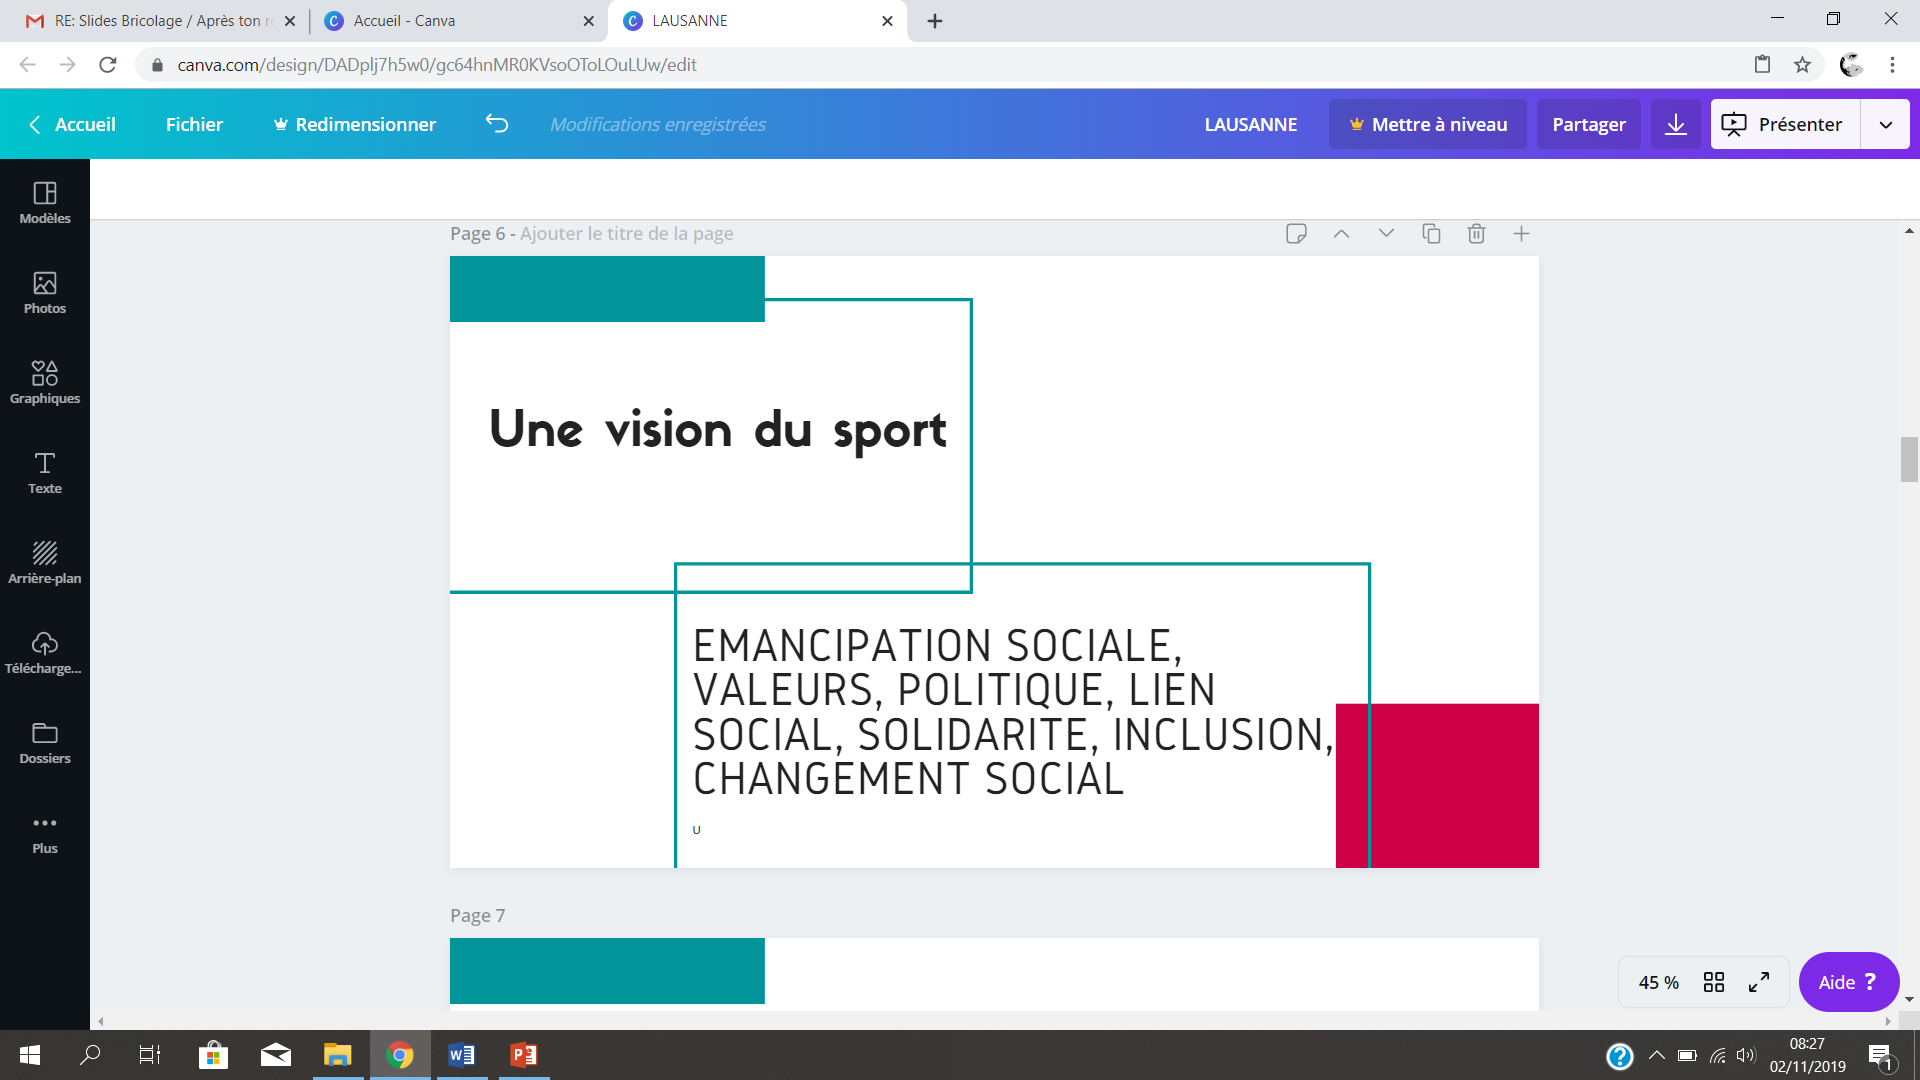 RE: Slides Bricolage / Après ton r
Accueil - Canva
LAUSANNE
canva.com/design/DADplj7h5w0/gc64hnMR0KVsoOToLOuLUw/edit
Accueil
Fichier
Redimensionner
Modifications enregistrées
LAUSANNE
Mettre à niveau
Partager
Présenter
Modèles
Photos
Graphiques
Texte
Arrière-plan
Télécharge...
Dossiers
Plus
Page 6 - Ajouter le titre de la page
Une vision du sport
EMANCIPATION SOCIALE,
VALEURS, POLITIQUE, LIEN
SOCIAL, SOLIDARITE, INCLUSION,
CHANGEMENT SOCIAL
U
Page 7
45 %
Aide ?
08:27
02/11/2019
1